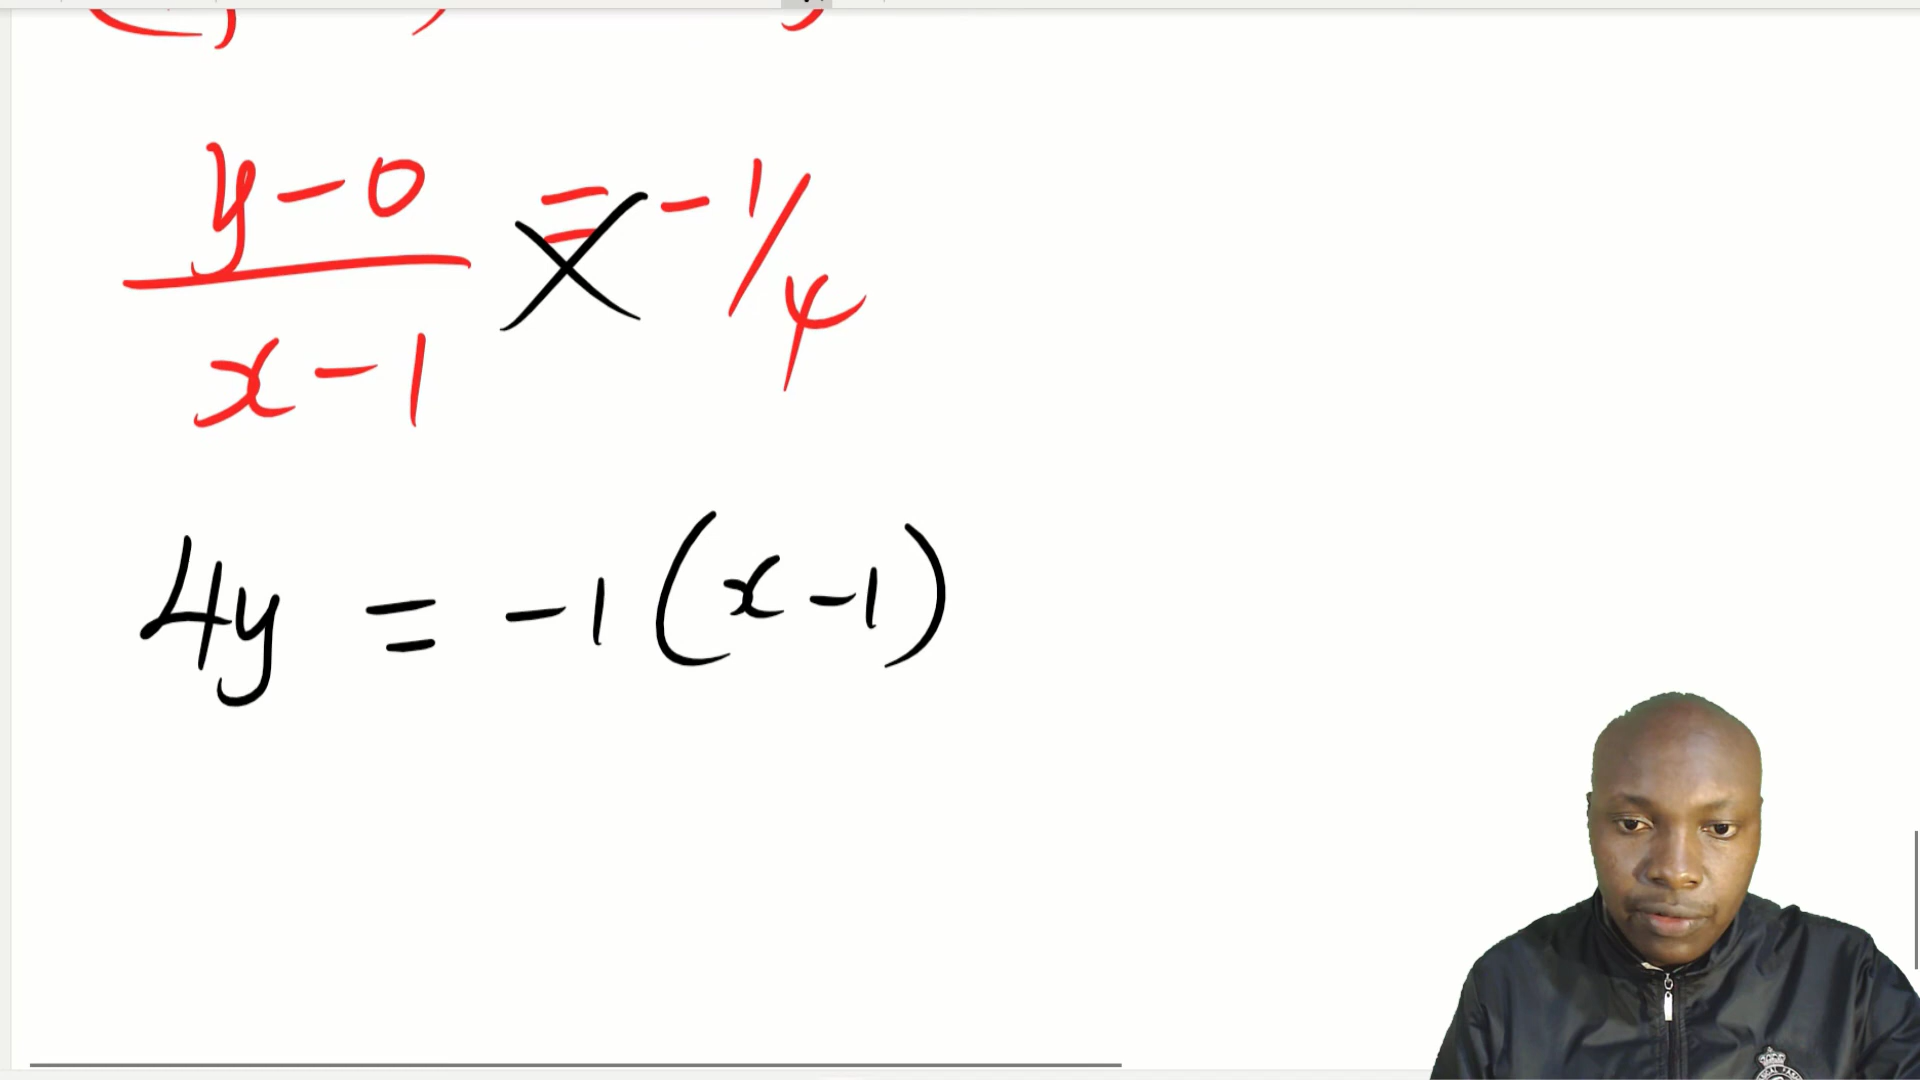 y - 0 = - 1/4
x - 1
4y = -1 (x - 1)